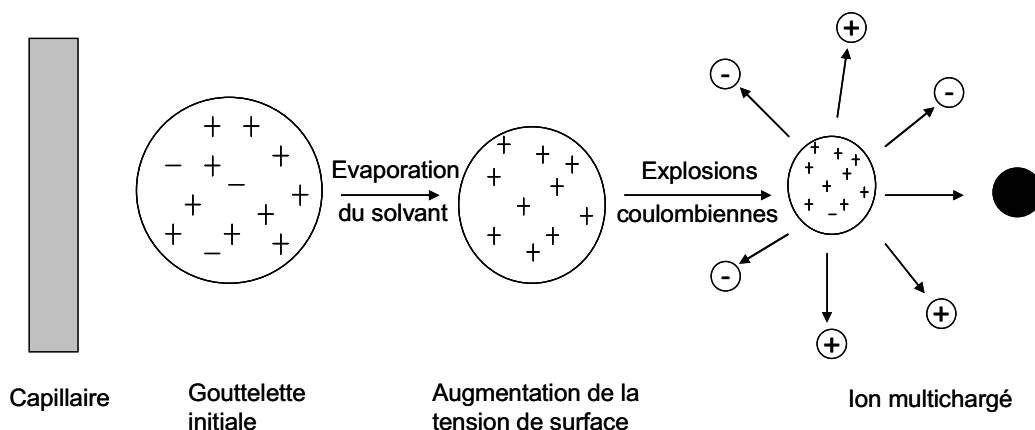 Evaporation
du solvant
Explosions
coulombiennes
Capillaire
Gouttelette
initiale
Augmentation de la
tension de surface
Ion multichargé